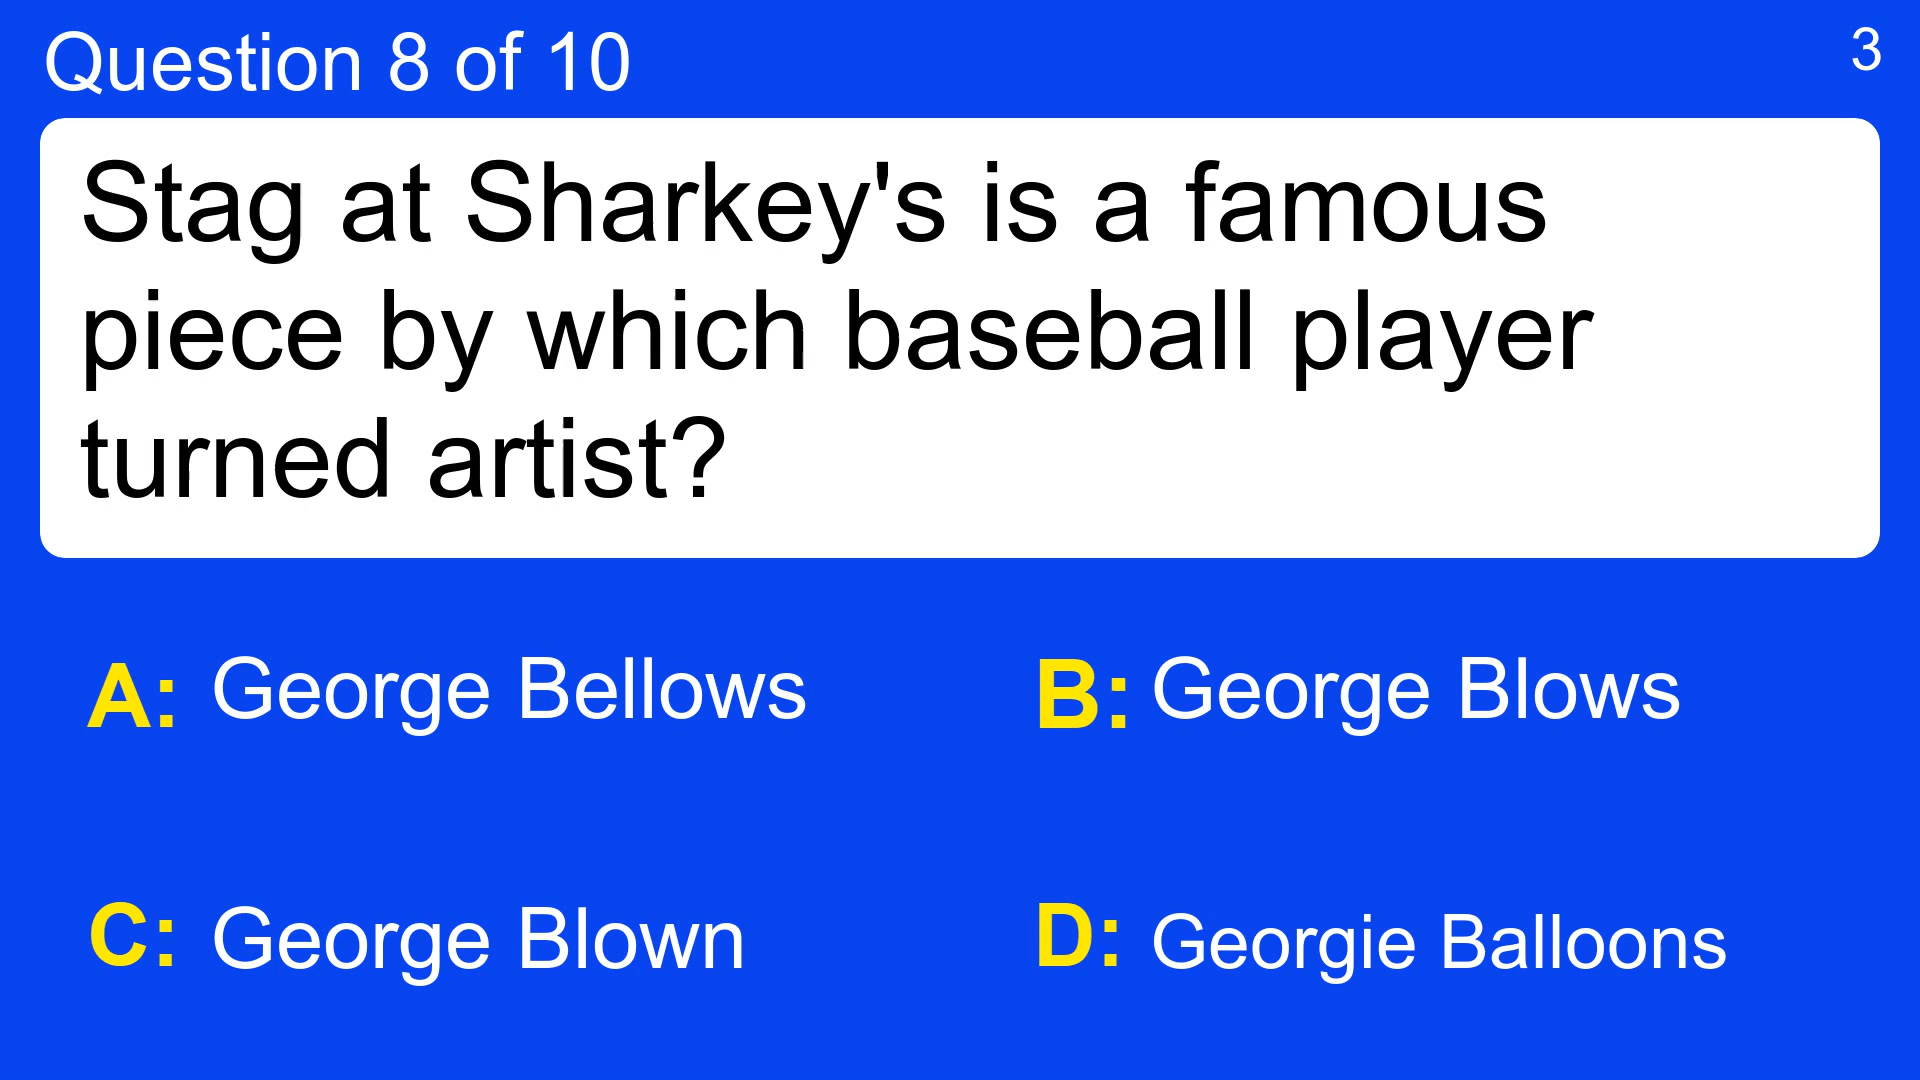 Question 8 of 10
3
Stag at Sharkey's is a famous
piece by which baseball player
turned artist?
A: George Bellows
B: George Blows
C: George Blown
D: Georgie Balloons